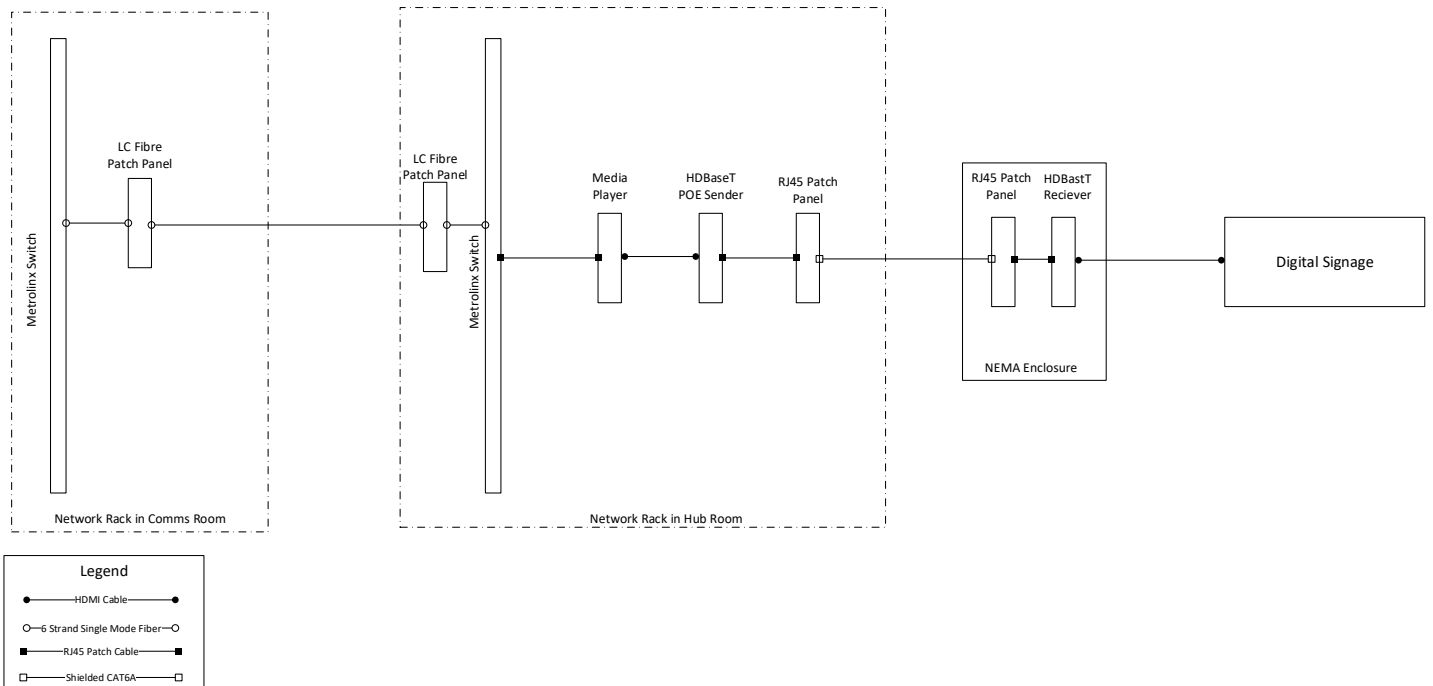 LC Fibre
Patch Panel
Metrolinx Switch
Network Rack in Comms Room
LC Fibre
Patch Panel
Metrolinx Switch
Media
Player
HDBaseT
POE Sender
RJ45 Patch
Panel
Network Rack in Hub Room
RJ45 Patch
Panel
HDBastT
Reciever
NEMA Enclosure
Digital Signage
Legend
HDMI Cable
6 Strand Single Mode Fiber
RJ45 Patch Cable
Shielded CAT6A